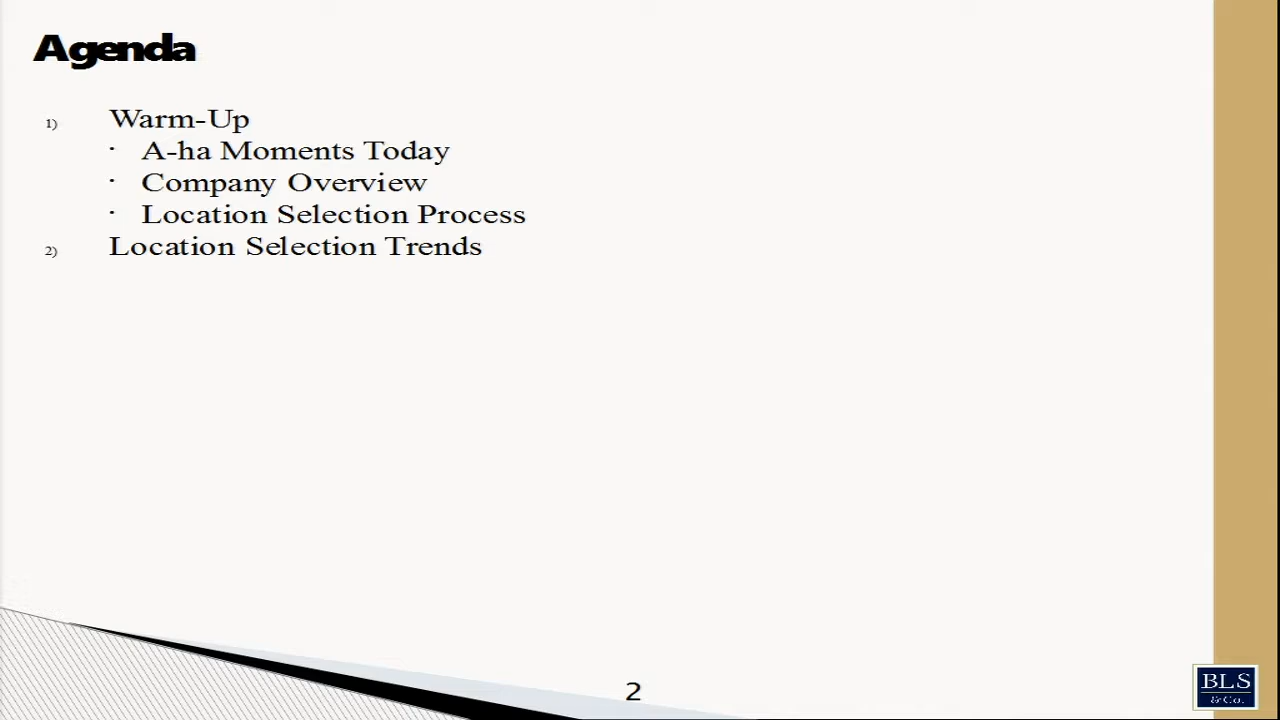 Agenda
1) Warm-Up
· A-ha Moments Today
· Company Overview
· Location Selection Process
2) Location Selection Trends
2
BLS
& Co.